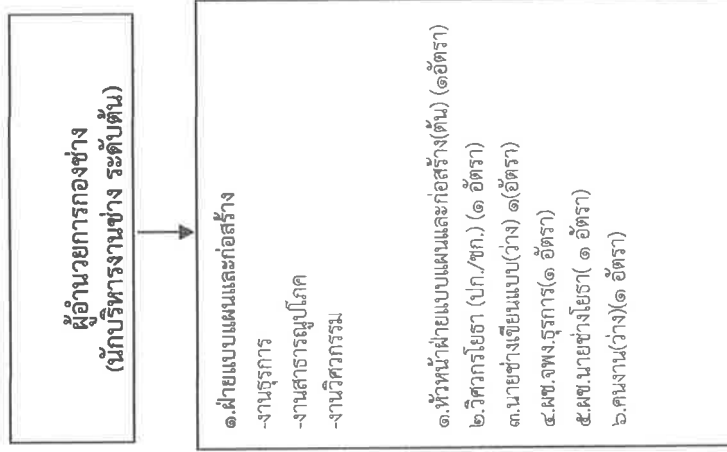 ผู้อำนวยการกองช่าง
(นักบริหารงานช่าง ระดับต้น)
๑.ฝ่ายแบบแผนและก่อสร้าง
-งานธุรการ
-งานสาธารณูปโภค
-งานวิศวกรรม
๑.หัวหน้าฝ่ายแบบแผนและก่อสร้าง(ต้น) (๑อัตรา)
๒.วิศวกรโยธา (ปก./ชก.) (๑ อัตรา)
๓.นายช่างเขียนแบบ(ว่าง) ๑(อัตรา)
๔.ผช.จพง.ธุรการ(๑ อัตรา)
๕.ผช.นายช่างโยธา( ๑ อัตรา)
๖.คนงาน(ว่าง)(๑ อัตรา)